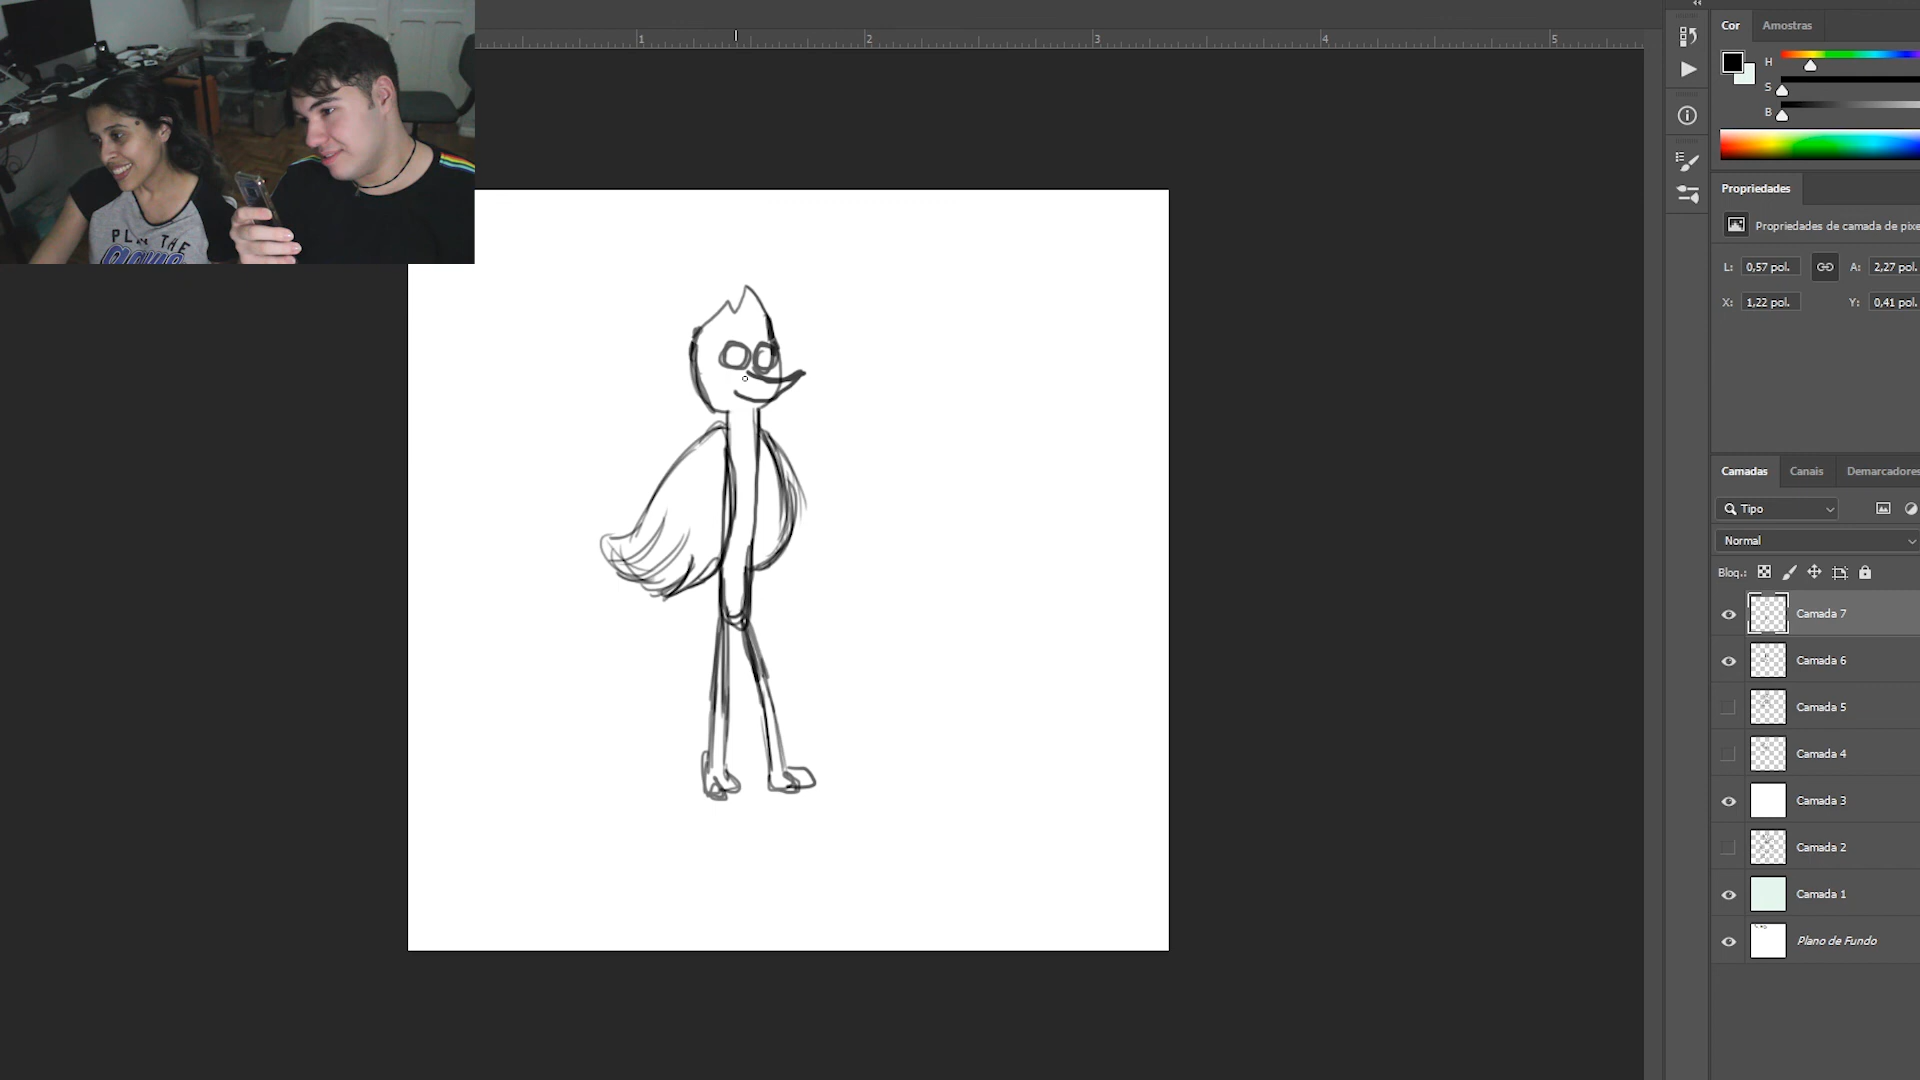 PLAY THE
1 2 3 4 5
Cor Amostras
H
S
B
Propriedades
Propriedades de camada de pixe
L: 0,57 pol. A: 2,27 pol.
X: 1,22 pol. Y: 0,41 pol.
Camadas Canais Demarcadores
Tipo
Normal
Bloq.:
Camada 7
Camada 6
Camada 5
Camada 4
Camada 3
Camada 2
Camada 1
Plano de Fundo